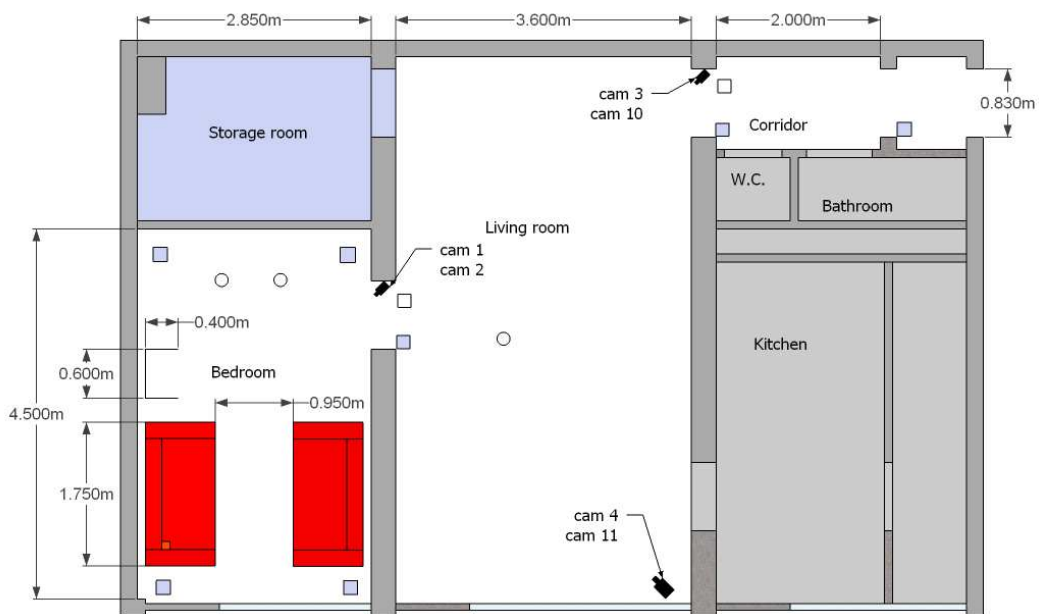 2.850m
3.600m
2.000m
cam 3
cam 10
0.830m
Storage room
Corridor
W.C.
Bathroom
Living room
cam 1
cam 2
0.400m
Kitchen
0.600m
Bedroom
0.950m
4.500m
1.750m
cam 4
cam 11